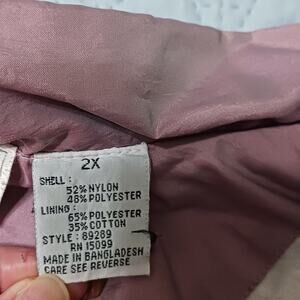 2X
SHELL :
52% NYLON
48% POLYESTER
LINING :
65% POLYESTER
35% COTTON
STYLE : 89289
RN 15099
MADE IN BANGLADESH
CARE SEE REVERSE